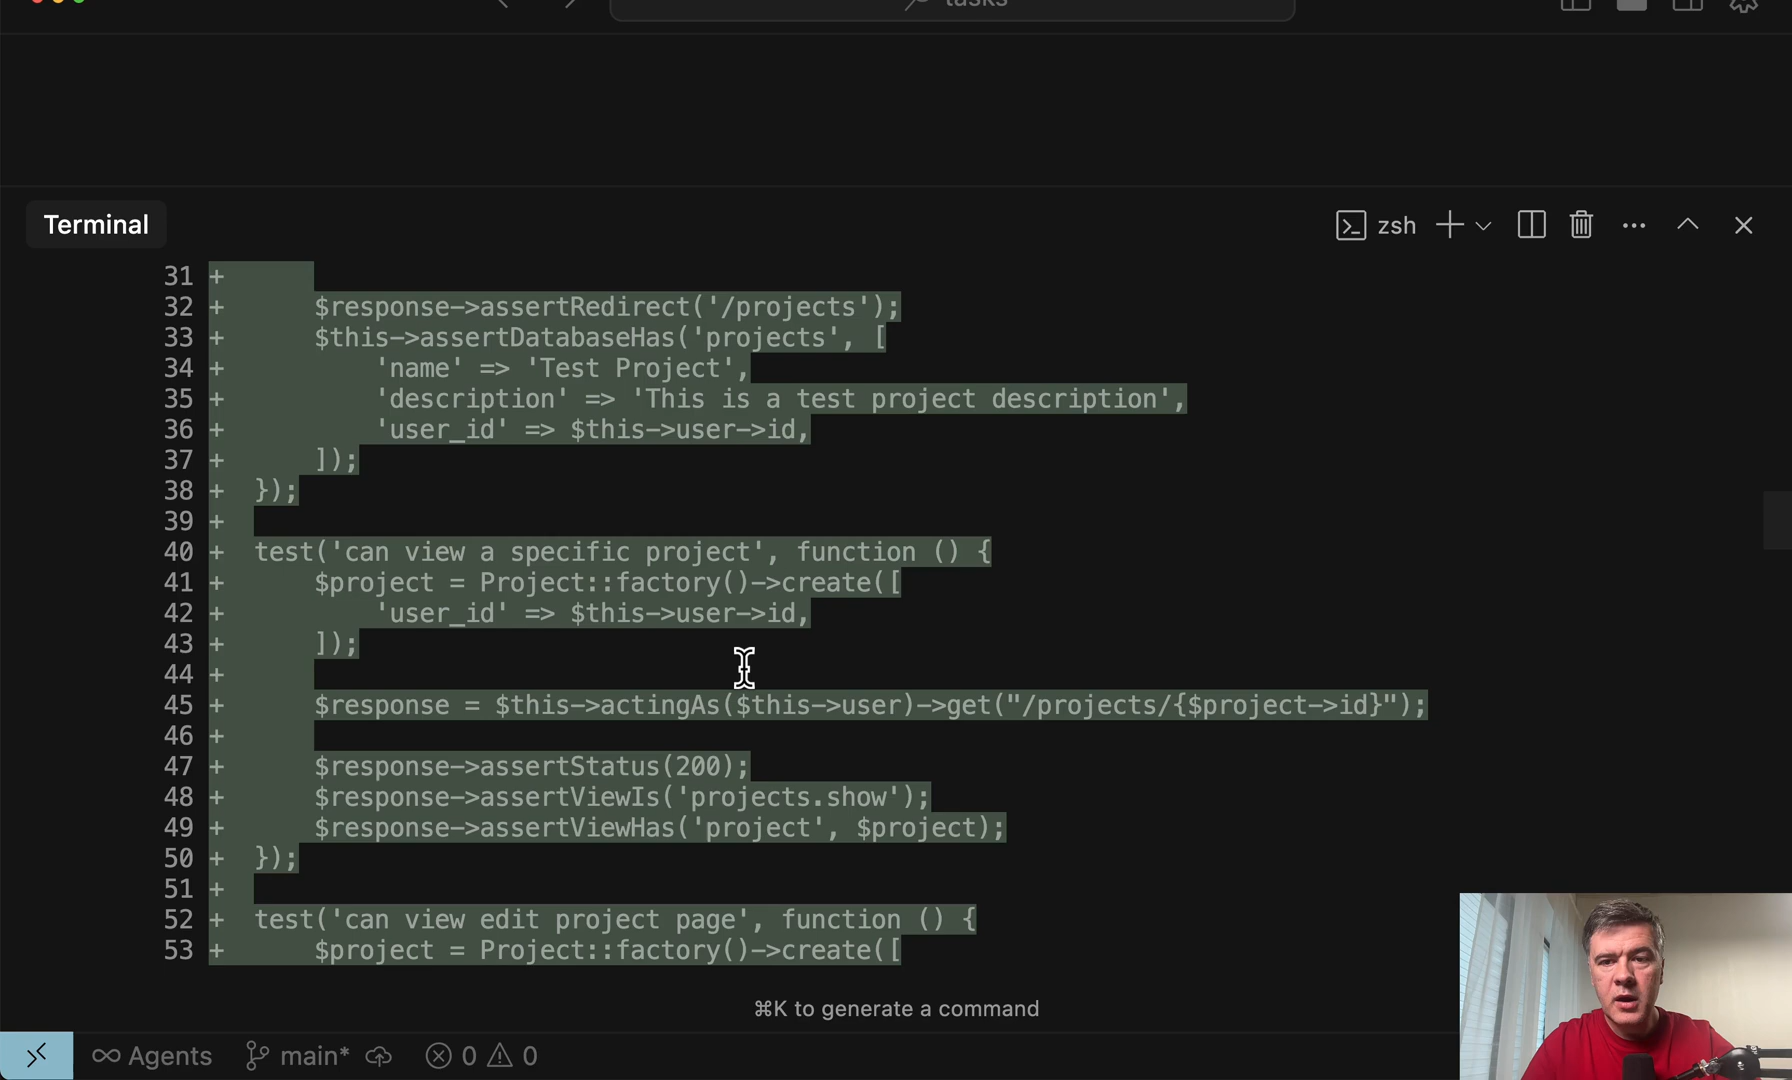 tasks
Terminal
zsh
31 +
32 + $response->assertRedirect('/projects');
33 + $this->assertDatabaseHas('projects', [
34 + 'name' => 'Test Project',
35 + 'description' => 'This is a test project description',
36 + 'user_id' => $this->user->id,
37 + ]);
38 + });
39 +
40 + test('can view a specific project', function () {
41 + $project = Project::factory()->create([
42 + 'user_id' => $this->user->id,
43 + ]);
44 +
45 + $response = $this->actingAs($this->user)->get("/projects/{$project->id}");
46 +
47 + $response->assertStatus(200);
48 + $response->assertViewIs('projects.show');
49 + $response->assertViewHas('project', $project);
50 + });
51 +
52 + test('can view edit project page', function () {
53 + $project = Project::factory()->create([
⌘K to generate a command
Agents main* 0 0